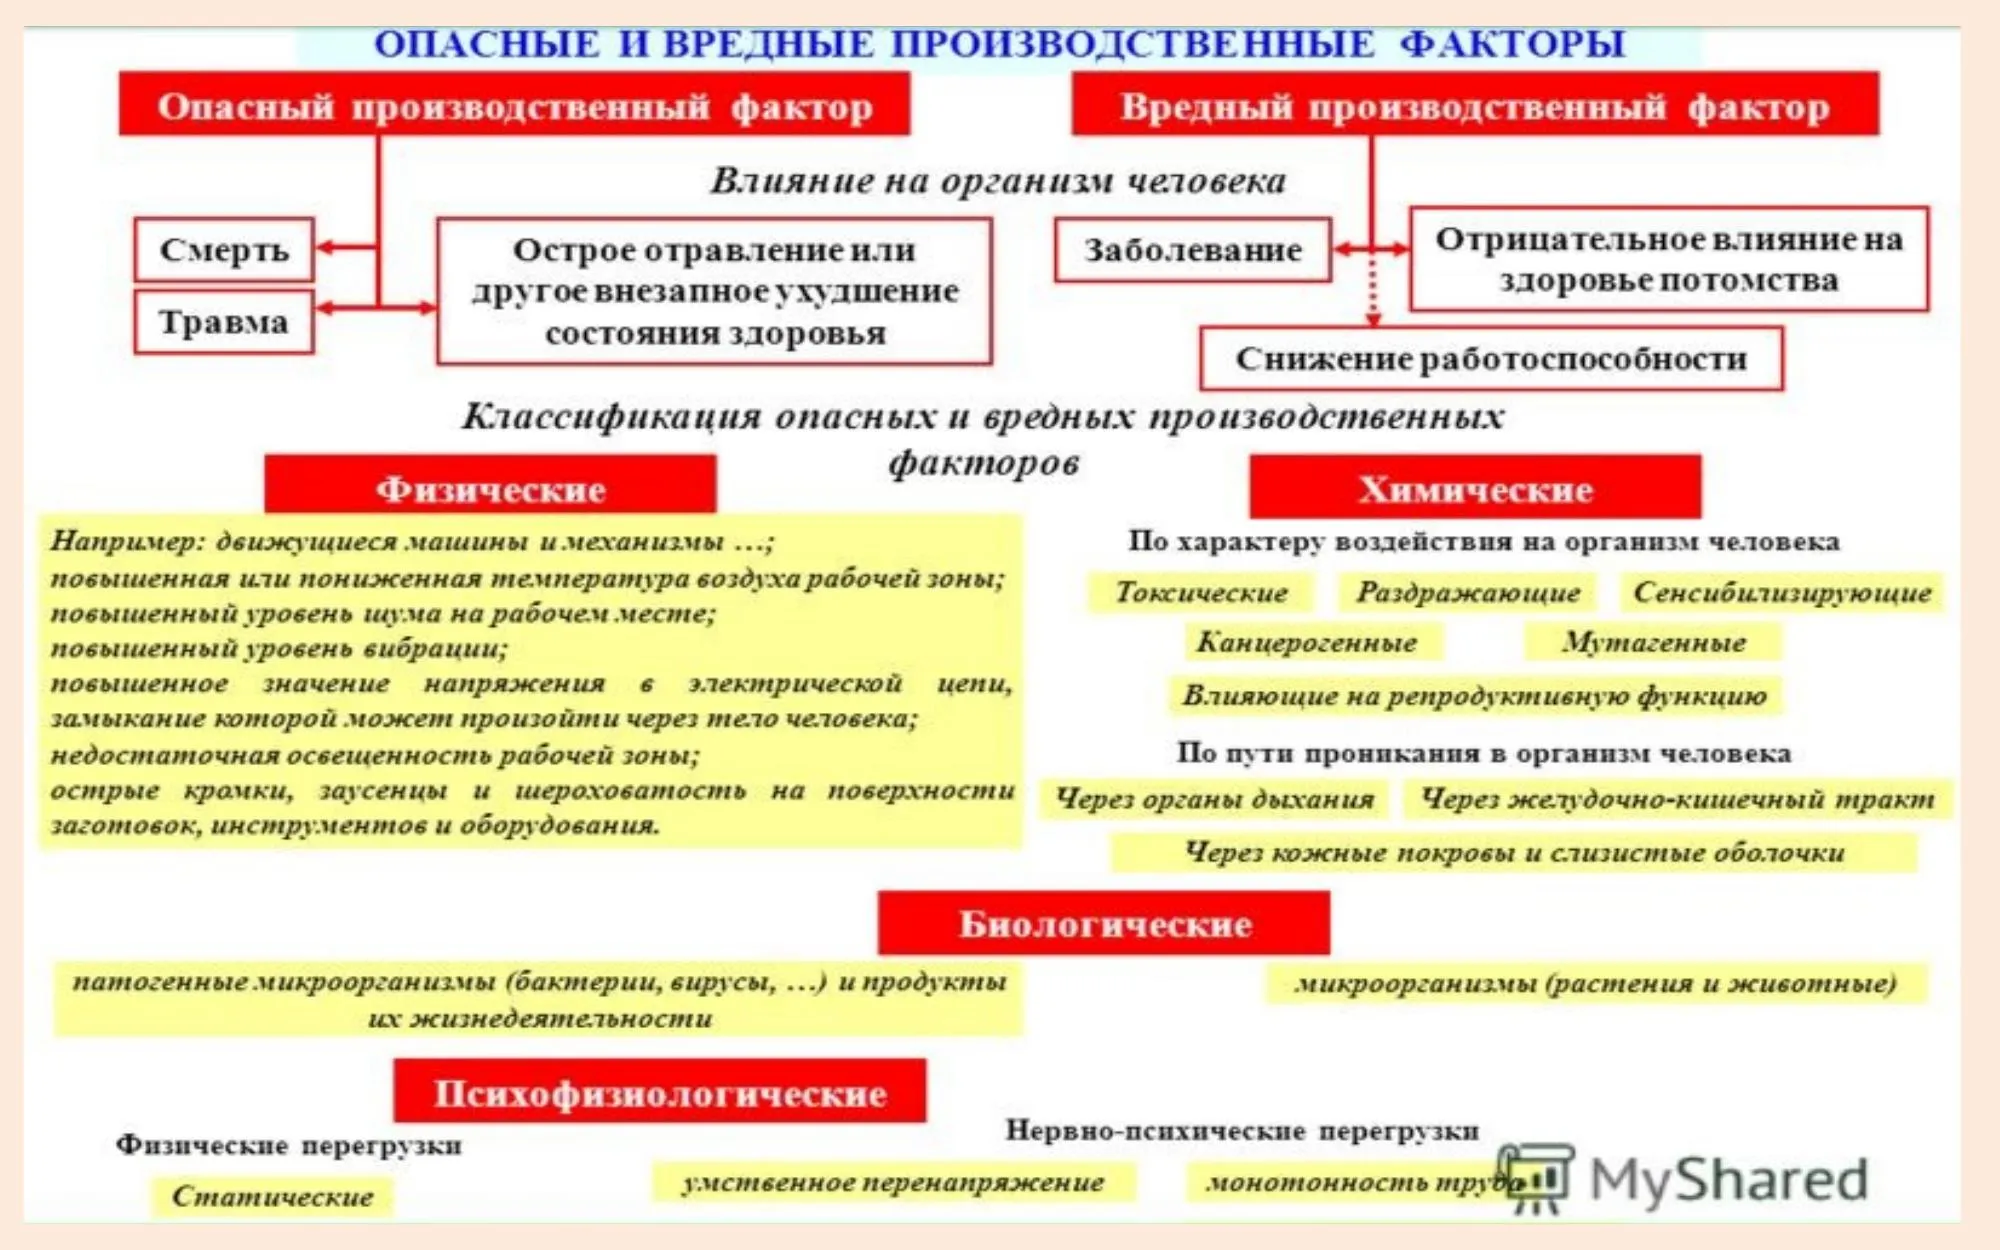 ОПАСНЫЕ И ВРЕДНЫЕ ПРОИЗВОДСТВЕННЫЕ ФАКТОРЫ
Опасный производственный фактор
Вредный производственный фактор
Влияние на организм человека
Смерть
Травма
Острое отравление или
другое внезапное ухудшение
состояния здоровья
Заболевание
Отрицательное влияние на
здоровье потомства
Снижение работоспособности
Классификация опасных и вредных производственных
факторов
Физические
Например: движущиеся машины и механизмы ...;
повышенная или пониженная температура воздуха рабочей зоны;
повышенный уровень шума на рабочем месте;
повышенный уровень вибрации;
повышенное значение напряжения в электрической цепи,
замыкание которой может произойти через тело человека;
недостаточная освещенность рабочей зоны;
острые кромки, заусенцы и шероховатость на поверхности
заготовок, инструментов и оборудования.
Химические
По характеру воздействия на организм человека
Токсические Раздражающие Сенсибилизирующие
Канцерогенные Мутагенные
Влияющие на репродуктивную функцию
По пути проникания в организм человека
Через органы дыхания Через желудочно-кишечный тракт
Через кожные покровы и слизистые оболочки
Биологические
патогенные микроорганизмы (бактерии, вирусы, ...) и продукты
их жизнедеятельности
микроорганизмы (растения и животные)
Психофизиологические
Физические перегрузки
Нервно-психические перегрузки
Статические
умственное перенапряжение
монотонность труда
MyShared